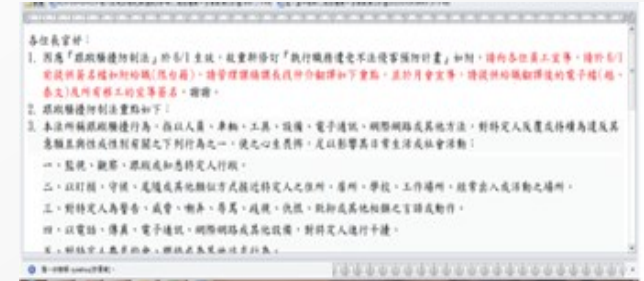 各位長官好：
1. 因應「跟蹤騷擾防制法」於6/1生效，故重新修訂「執行職務遭受不法侵害預防計畫」如附，請向各位員工宣導，請於6/1
前提供簽名檔如附給職(限台籍)，請管理課協課長找仲介翻譯如下重點，並於月會宣導，請提供給職翻譯後的電子檔(越、
泰文)及所有移工的宣導簽名，謝謝。
2. 跟蹤騷擾防制法重點如下：
3. 本法所稱跟蹤騷擾行為，指以人員、車輛、工具、設備、電子通訊、網際網路或其他方法，對特定人反覆或持續為違反其
意願且與性或性別有關之下列行為之一，使之心生畏怖，足以影響其日常生活或社會活動：
一、監視、觀察、跟蹤或知悉特定人行蹤。
二、以盯梢、守候、尾隨或其他類似方式接近特定人之住所、居所、學校、工作場所、經常出入或活動之場所。
三、對特定人為警告、威脅、嘲弄、辱罵、歧視、仇恨、貶抑或其他相類之言語或動作。
四、以電話、傳真、電子通訊、網際網路或其他設備，對特定人進行干擾。